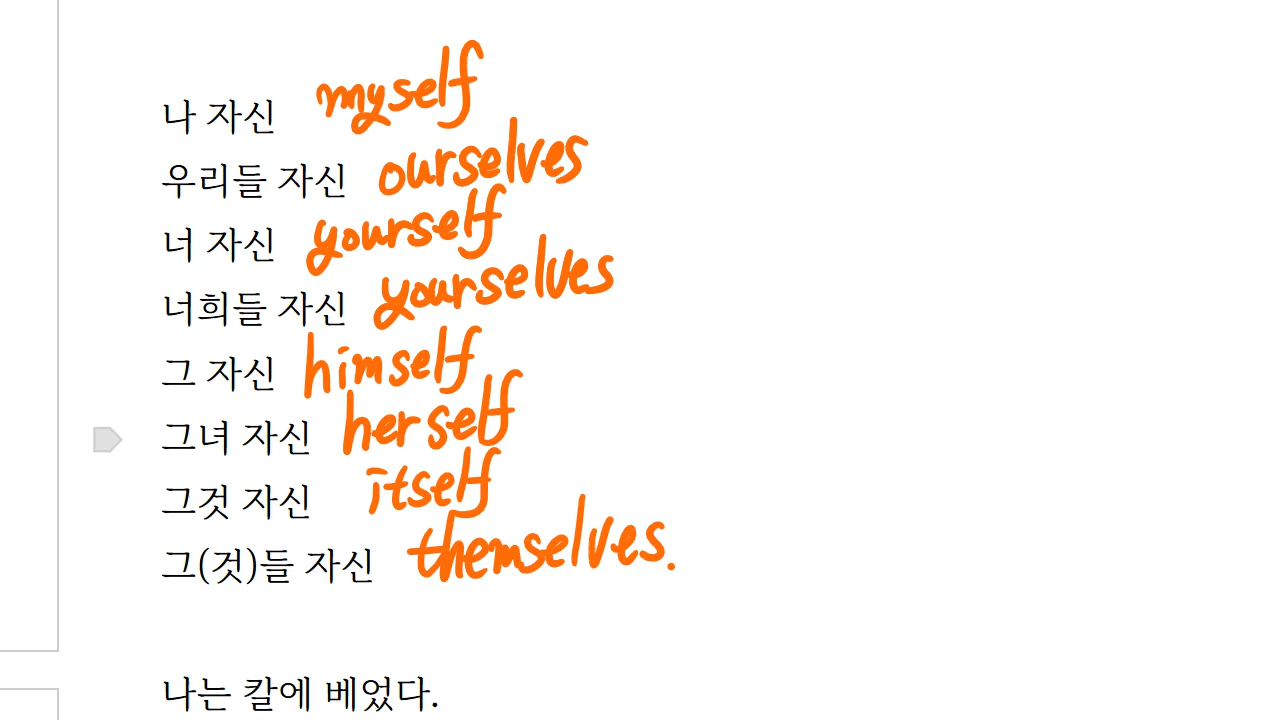 나 자신 myself
우리들 자신 ourselves
너 자신 yourself
너희들 자신 yourselves
그 자신 himself
그녀 자신 herself
그것 자신 itself
그(것)들 자신 themselves.
나는 칼에 베었다.